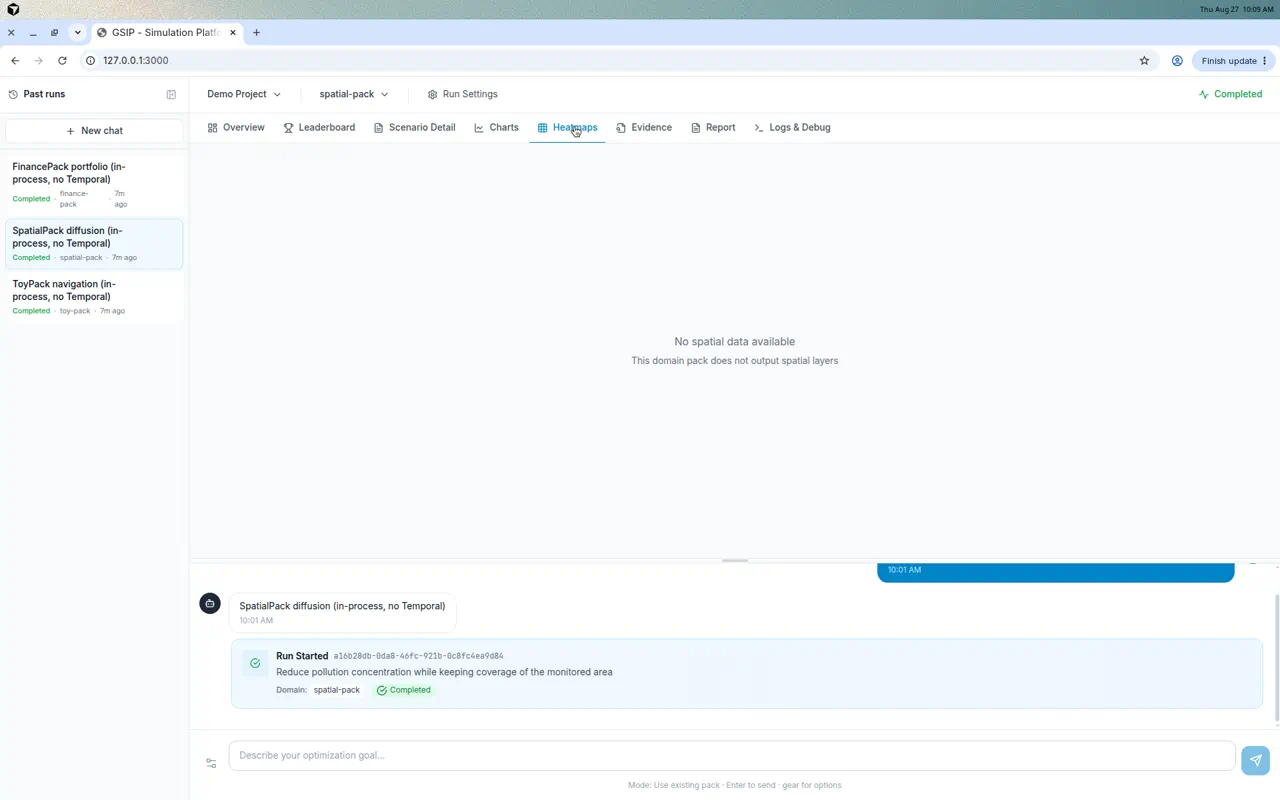 Thu Aug 27 10:09 AM
GSIP - Simulation Platfo
127.0.0.1:3000
Finish update
Past runs
Demo Project
spatial-pack
Run Settings
Completed
New chat
Overview
Leaderboard
Scenario Detail
Charts
Heatmaps
Evidence
Report
Logs & Debug
FinancePack portfolio (in-
process, no Temporal)
Completed · finance-
pack · 7m
ago
SpatialPack diffusion (in-
process, no Temporal)
Completed · spatial-pack · 7m ago
ToyPack navigation (in-
process, no Temporal)
Completed · toy-pack · 7m ago
No spatial data available
This domain pack does not output spatial layers
10:01 AM
SpatialPack diffusion (in-process, no Temporal)
10:01 AM
Run Started a16b28db-0da8-46fc-921b-0c8fc4ea9d84
Reduce pollution concentration while keeping coverage of the monitored area
Domain: spatial-pack Completed
Describe your optimization goal...
Mode: Use existing pack · Enter to send · gear for options